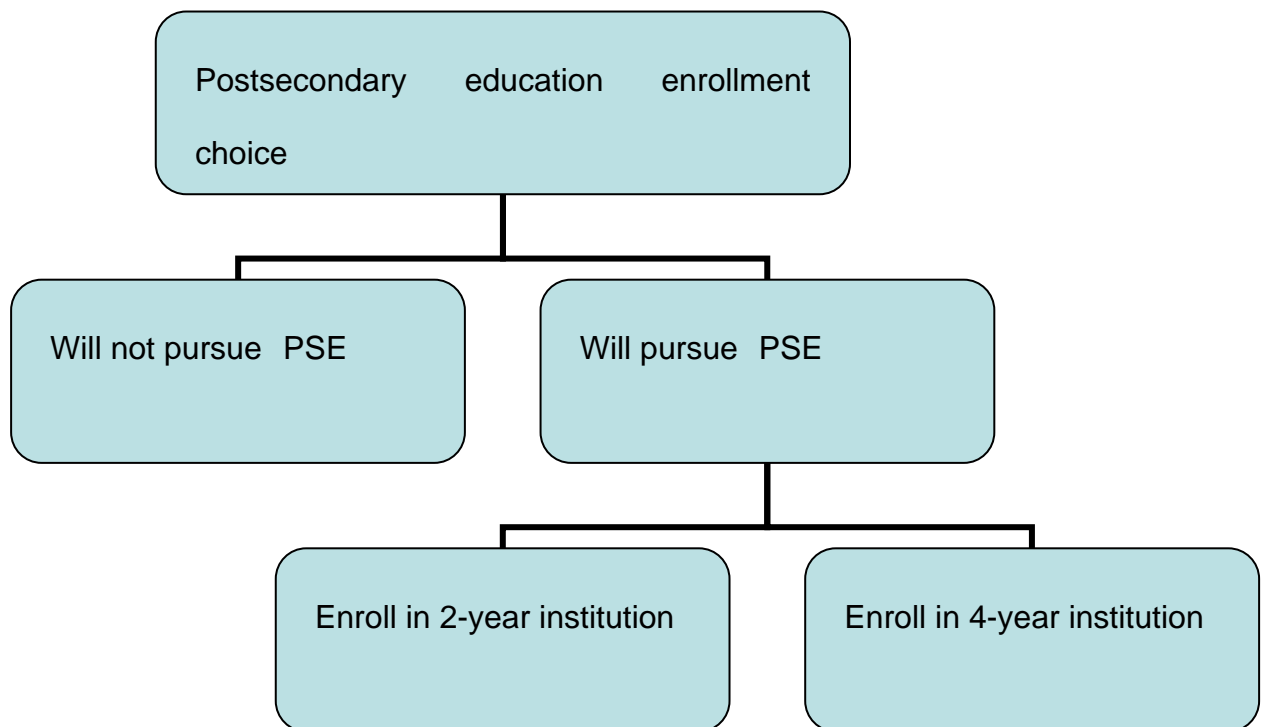 Postsecondary education enrollment
choice
Will not pursue PSE
Will pursue PSE
Enroll in 2-year institution
Enroll in 4-year institution